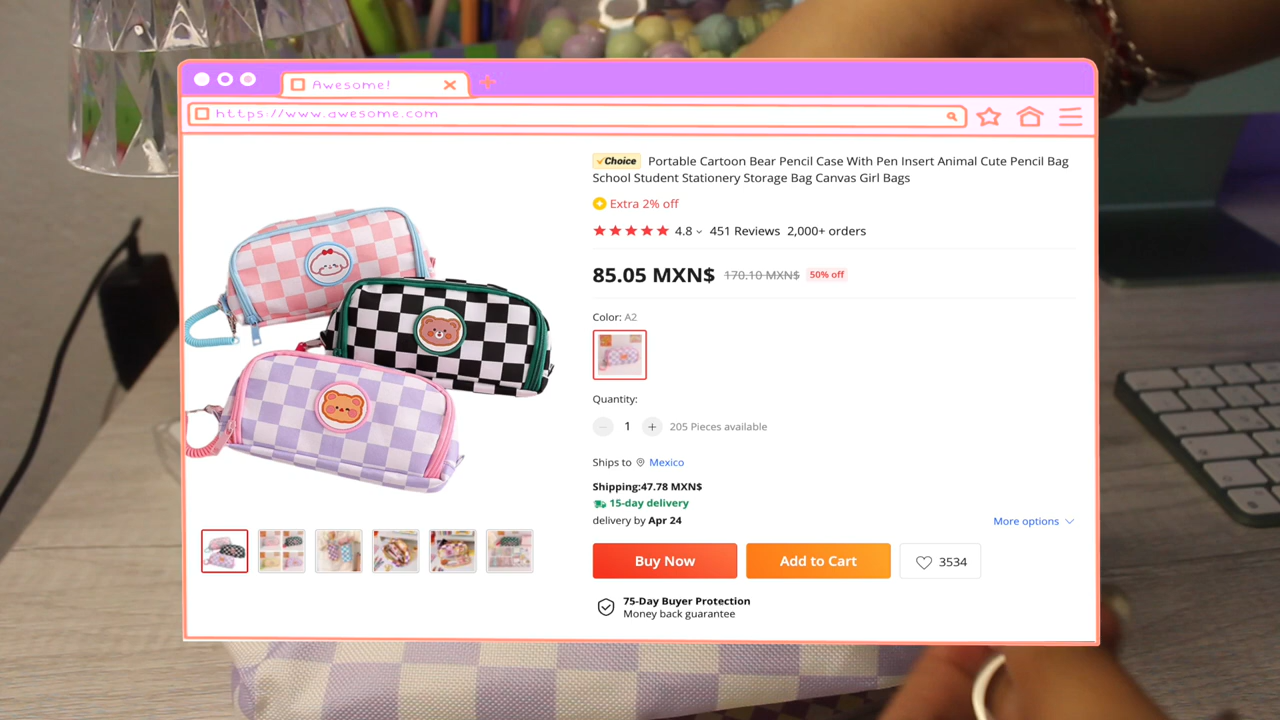 Awesome!
https://www.awesome.com
Choice Portable Cartoon Bear Pencil Case With Pen Insert Animal Cute Pencil Bag
School Student Stationery Storage Bag Canvas Girl Bags
Extra 2% off
4.8 451 Reviews 2,000+ orders
85.05 MXN$ 170.10 MXN$ 50% off
Color: A2
Quantity:
1 205 Pieces available
Ships to Mexico
Shipping:47.78 MXN$
15-day delivery
delivery by Apr 24
More options
Buy Now
Add to Cart
3534
75-Day Buyer Protection
Money back guarantee